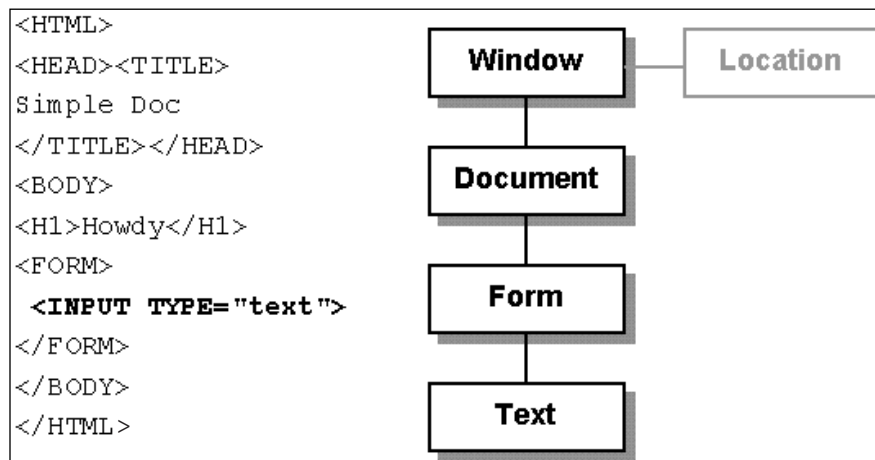 <HTML>
<HEAD><TITLE>
Simple Doc
</TITLE></HEAD>
<BODY>
<H1>Howdy</H1>
<FORM>
<INPUT TYPE="text">
</FORM>
</BODY>
</HTML>
Window
Location
Document
Form
Text